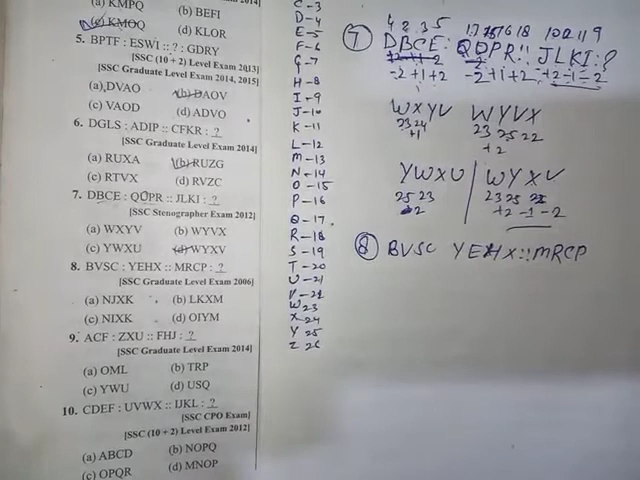 (a) KMPQ (b) BEFI
(c) KMOQ (d) KLOR
5. BPTF : ESWI :: ? : GDRY
[SSC (10 + 2) Level Exam 2013]
[SSC Graduate Level Exam 2014, 2015]
(a) DVAO (b) DAOV
(c) VAOD (d) ADVO
6. DGLS : ADIP :: CFKR : ?
[SSC Graduate Level Exam 2014]
(a) RUXA (b) RUZG
(c) RTVX (d) RVZC
7. DBCE : QOPR :: JLKI : ?
[SSC Stenographer Exam 2012]
(a) WXYV (b) WYVX
(c) YWXU (d) WYXV
8. BVSC : YEHX :: MRCP : ?
[SSC Graduate Level Exam 2006]
(a) NJXK (b) LKXM
(c) NIXK (d) OIYM
9. ACF : ZXU :: FHJ : ?
[SSC Graduate Level Exam 2014]
(a) OML (b) TRP
(c) YWU (d) USQ
10. CDEF : UVWX :: IJKL : ?
[SSC CPO Exam]
[SSC (10 + 2) Level Exam 2012]
(a) ABCD (b) NOPQ
(c) OPQR (d) MNOP
C - 3
D - 4
E - 5
F - 6
G - 7
H - 8
I - 9
J - 10
K - 11
L - 12
M - 13
N - 14
O - 15
P - 16
Q - 17
R - 18
S - 19
T - 20
U - 21
W 23
X 24
Y 25
Z 26
4 2 3 5
7 DBCE : QOPR :: JLKI : ?
-2 +1 +2 -2 +1 +2 +2 -1 -2
WXYV WYVX
23 24 23 25 22
+1 +2
YWXU WYXV
25 23 23 25
-2 +2 -1 -2
8 BVSC YEHX :: MRCP